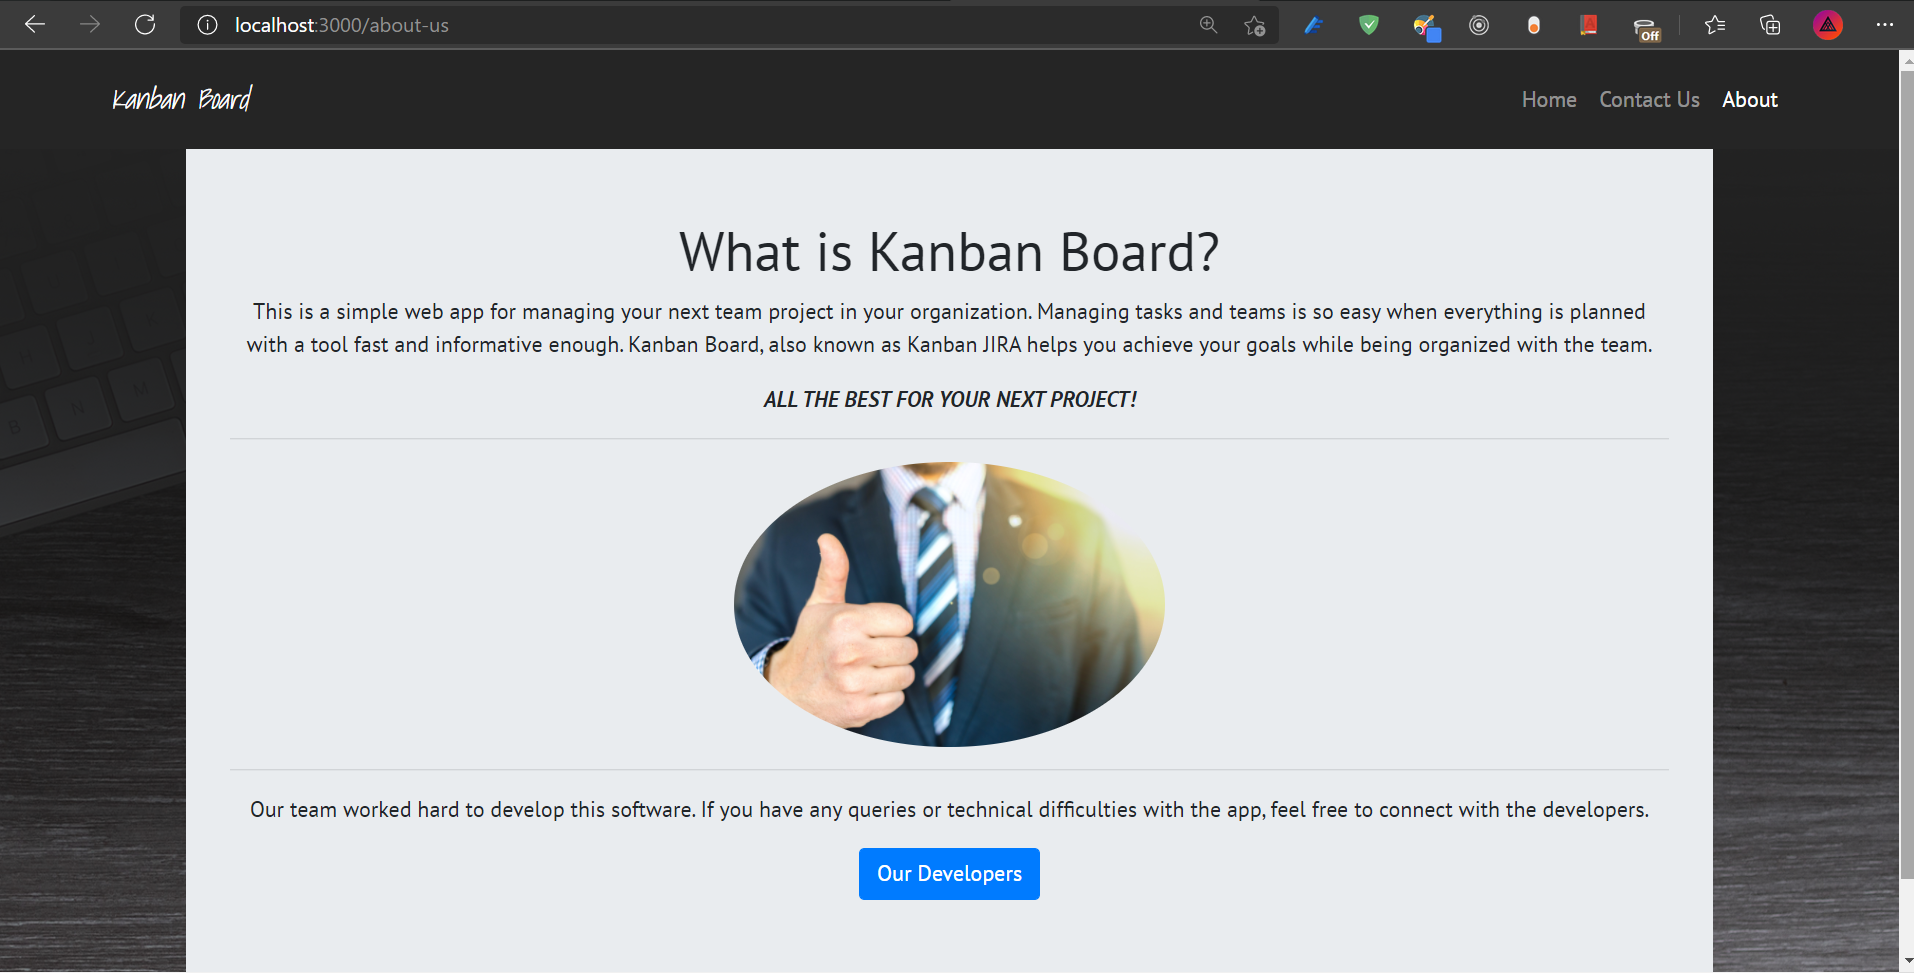 localhost:3000/about-us
Off
Kanban Board
Home Contact Us About
What is Kanban Board?
This is a simple web app for managing your next team project in your organization. Managing tasks and teams is so easy when everything is planned
with a tool fast and informative enough. Kanban Board, also known as Kanban JIRA helps you achieve your goals while being organized with the team.
ALL THE BEST FOR YOUR NEXT PROJECT!
B N M
Our team worked hard to develop this software. If you have any queries or technical difficulties with the app, feel free to connect with the developers.
Our Developers